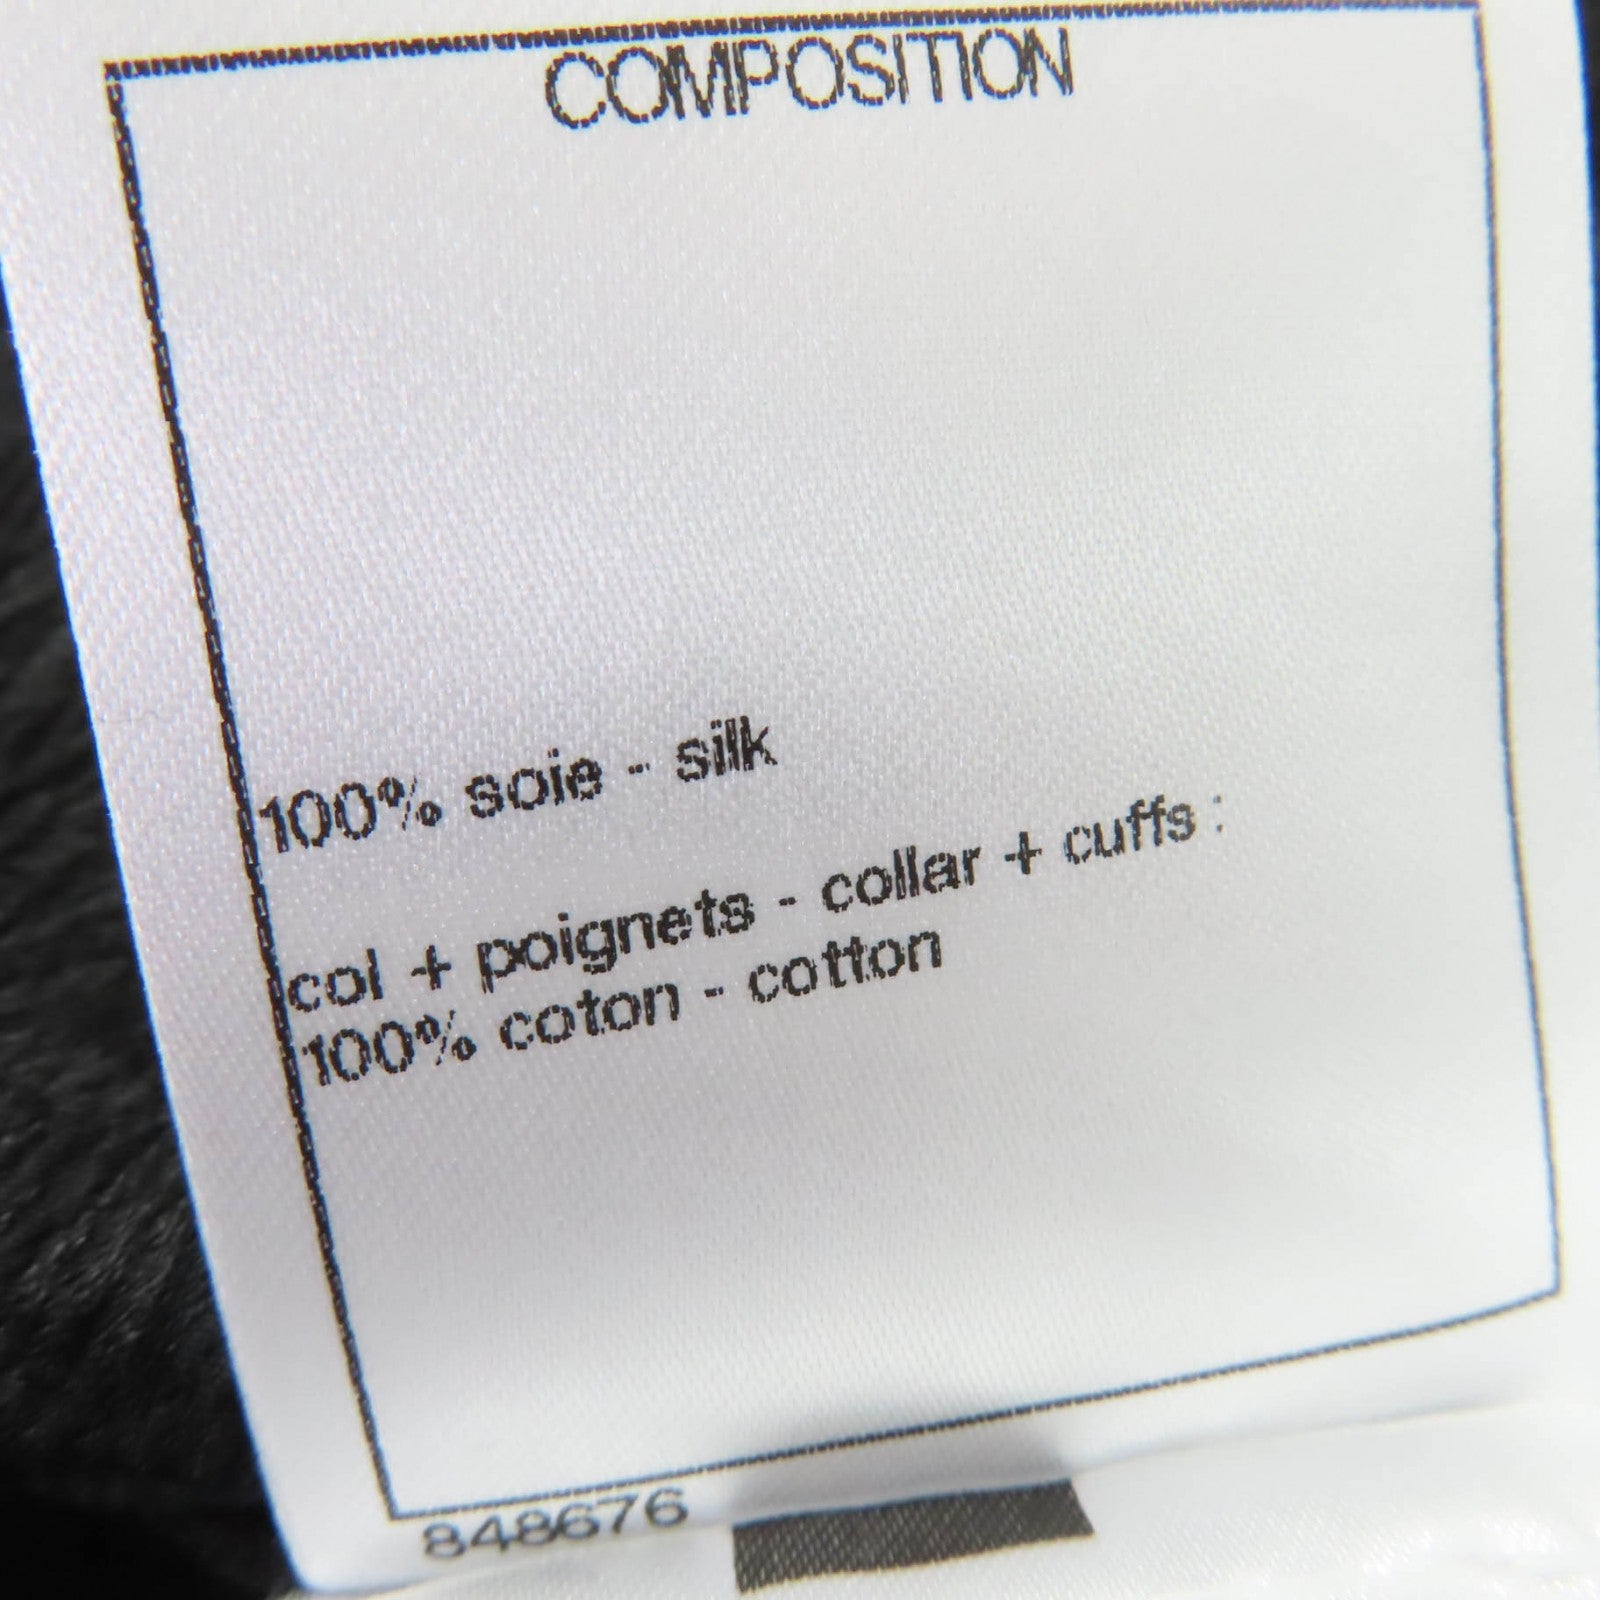 COMPOSITION
100% soie - silk
col + poignets - collar + cuffs :
100% coton - cotton
848676